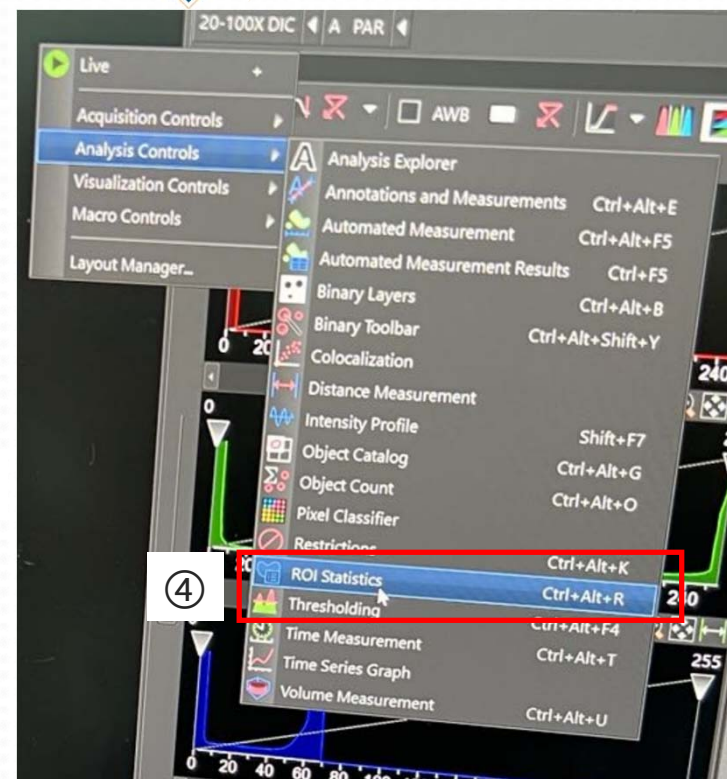 20-100X DIC A PAR
Live +
AWB
Acquisition Controls
Analysis Controls
Visualization Controls
Macro Controls
Layout Manager...
Analysis Explorer
Annotations and Measurements Ctrl+Alt+E
Automated Measurement Ctrl+Alt+F5
Automated Measurement Results Ctrl+F5
Binary Layers Ctrl+Alt+B
Binary Toolbar Ctrl+Alt+Shift+Y
Colocalization
Distance Measurement
Intensity Profile Shift+F7
Object Catalog Ctrl+Alt+G
Object Count Ctrl+Alt+O
Pixel Classifier
Restrictions Ctrl+Alt+K
④ ROI Statistics Ctrl+Alt+R
Thresholding Ctrl+Alt+F4
Time Measurement Ctrl+Alt+T
Time Series Graph
Volume Measurement Ctrl+Alt+U
0 20
240
0
240
255
0 20 40 60 80 100